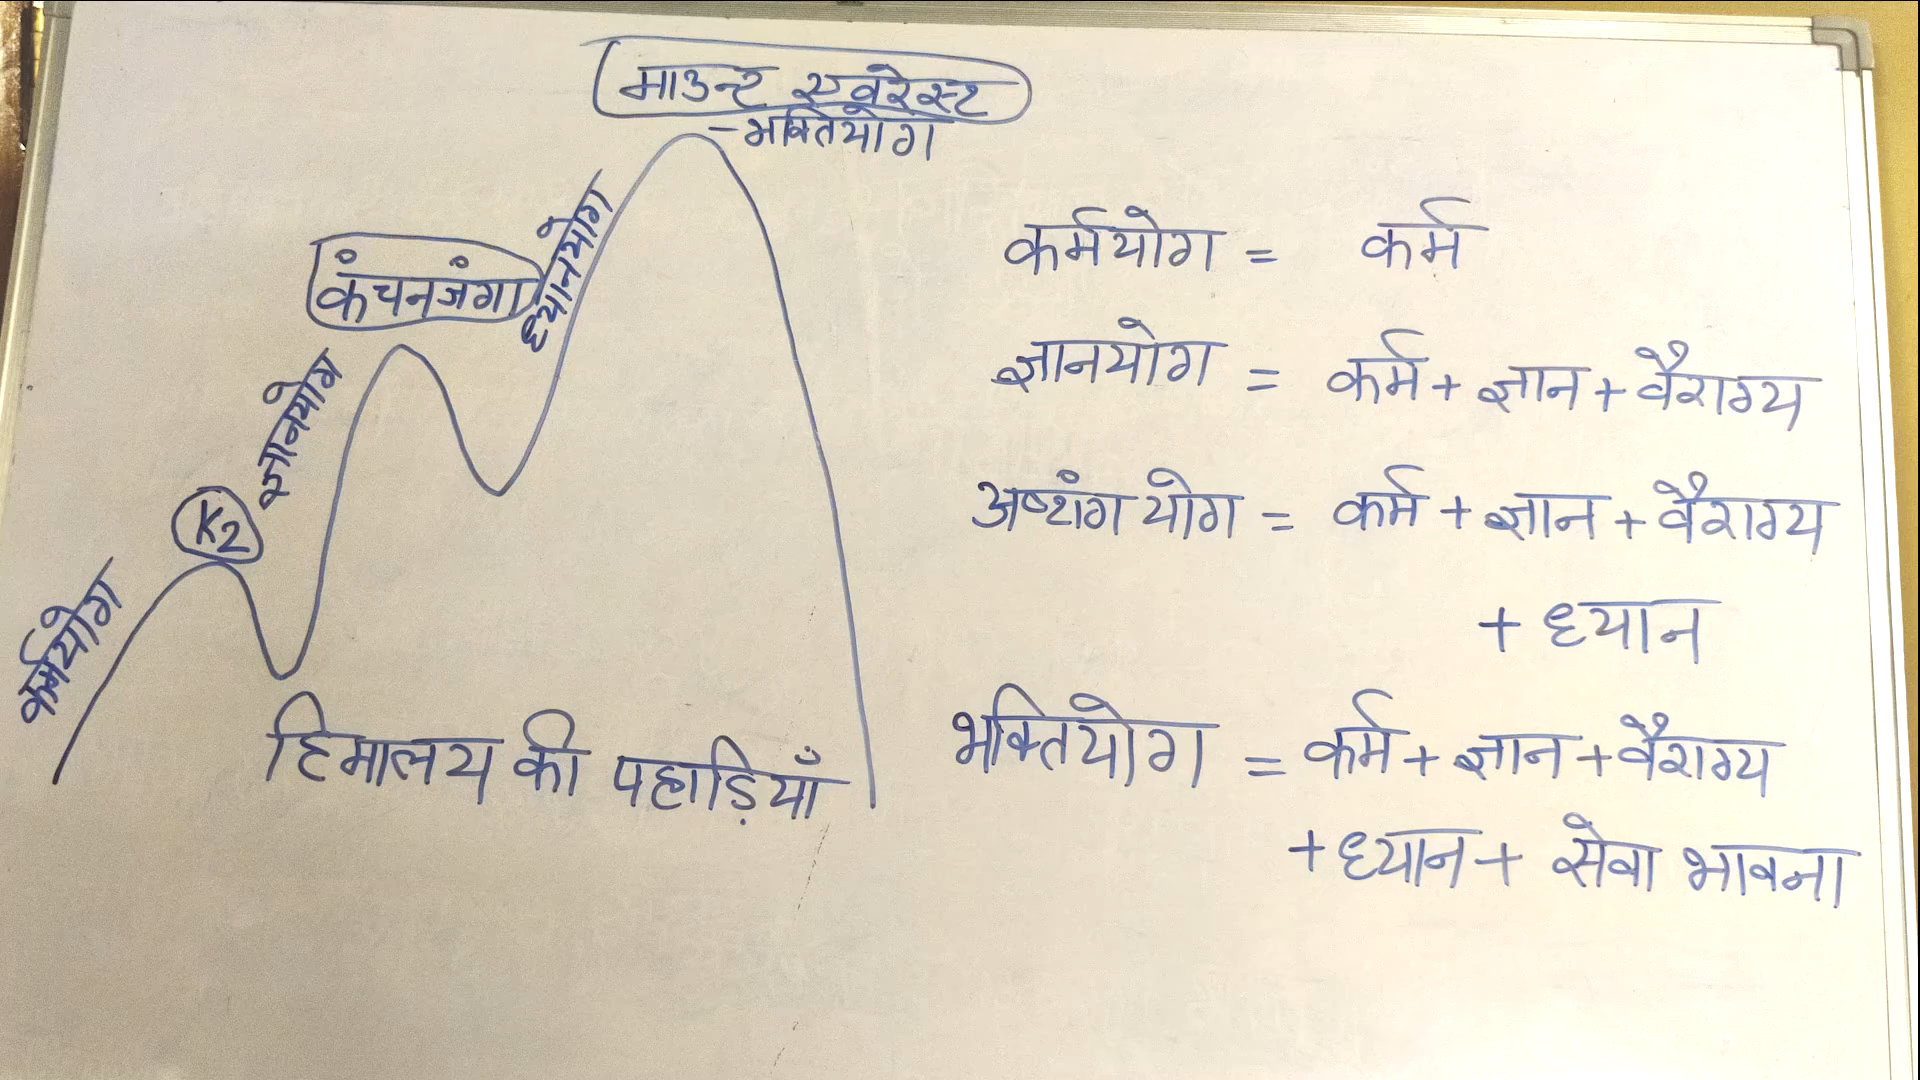 माउन्ट एवरेस्ट
- भक्तियोग
ध्यानयोग
कंचनजंगा
ज्ञानयोग
K2
कर्मयोग
हिमालय की पहाड़ियाँ
कर्मयोग = कर्म
ज्ञानयोग = कर्म + ज्ञान + वैराग्य
अष्टांग योग = कर्म + ज्ञान + वैराग्य
+ ध्यान
भक्तियोग = कर्म + ज्ञान + वैराग्य
+ ध्यान + सेवा भावना